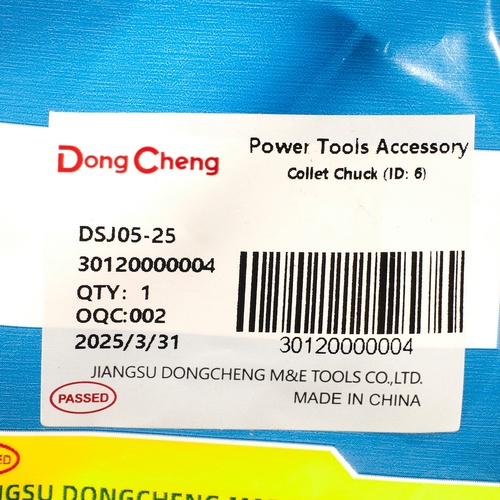 Dong Cheng
Power Tools Accessory
Collet Chuck (ID: 6)
DSJ05-25
30120000004
QTY: 1
OQC:002
2025/3/31
30120000004
JIANGSU DONGCHENG M&E TOOLS CO.,LTD.
PASSED
MADE IN CHINA
DONGCHENG